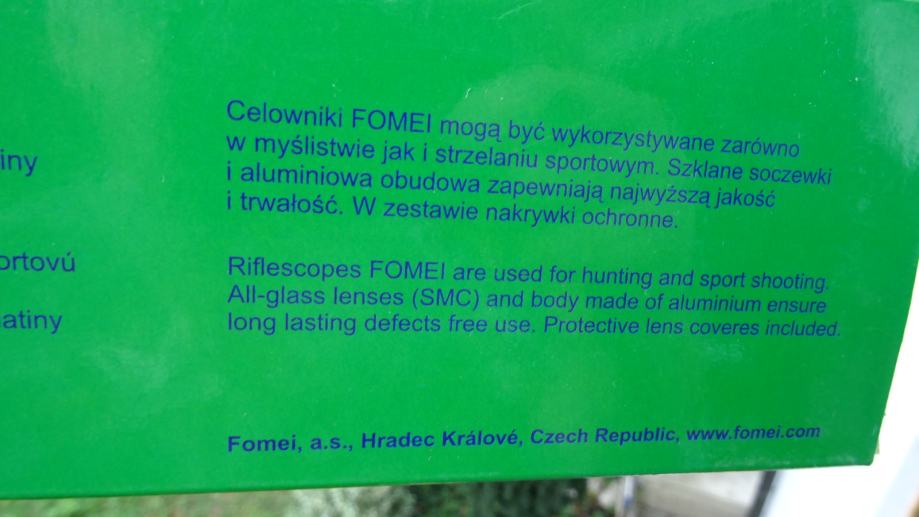 iny
ortovú
atiny
Celowniki FOMEI mogą być wykorzystywane zarówno
w myślistwie jak i strzelaniu sportowym. Szklane soczewki
i aluminiowa obudowa zapewniają najwyższą jakość
i trwałość. W zestawie nakrywki ochronne.
Riflescopes FOMEI are used for hunting and sport shooting.
All-glass lenses (SMC) and body made of aluminium ensure
long lasting defects free use. Protective lens coveres included.
Fomei, a.s., Hradec Králové, Czech Republic, www.fomei.com